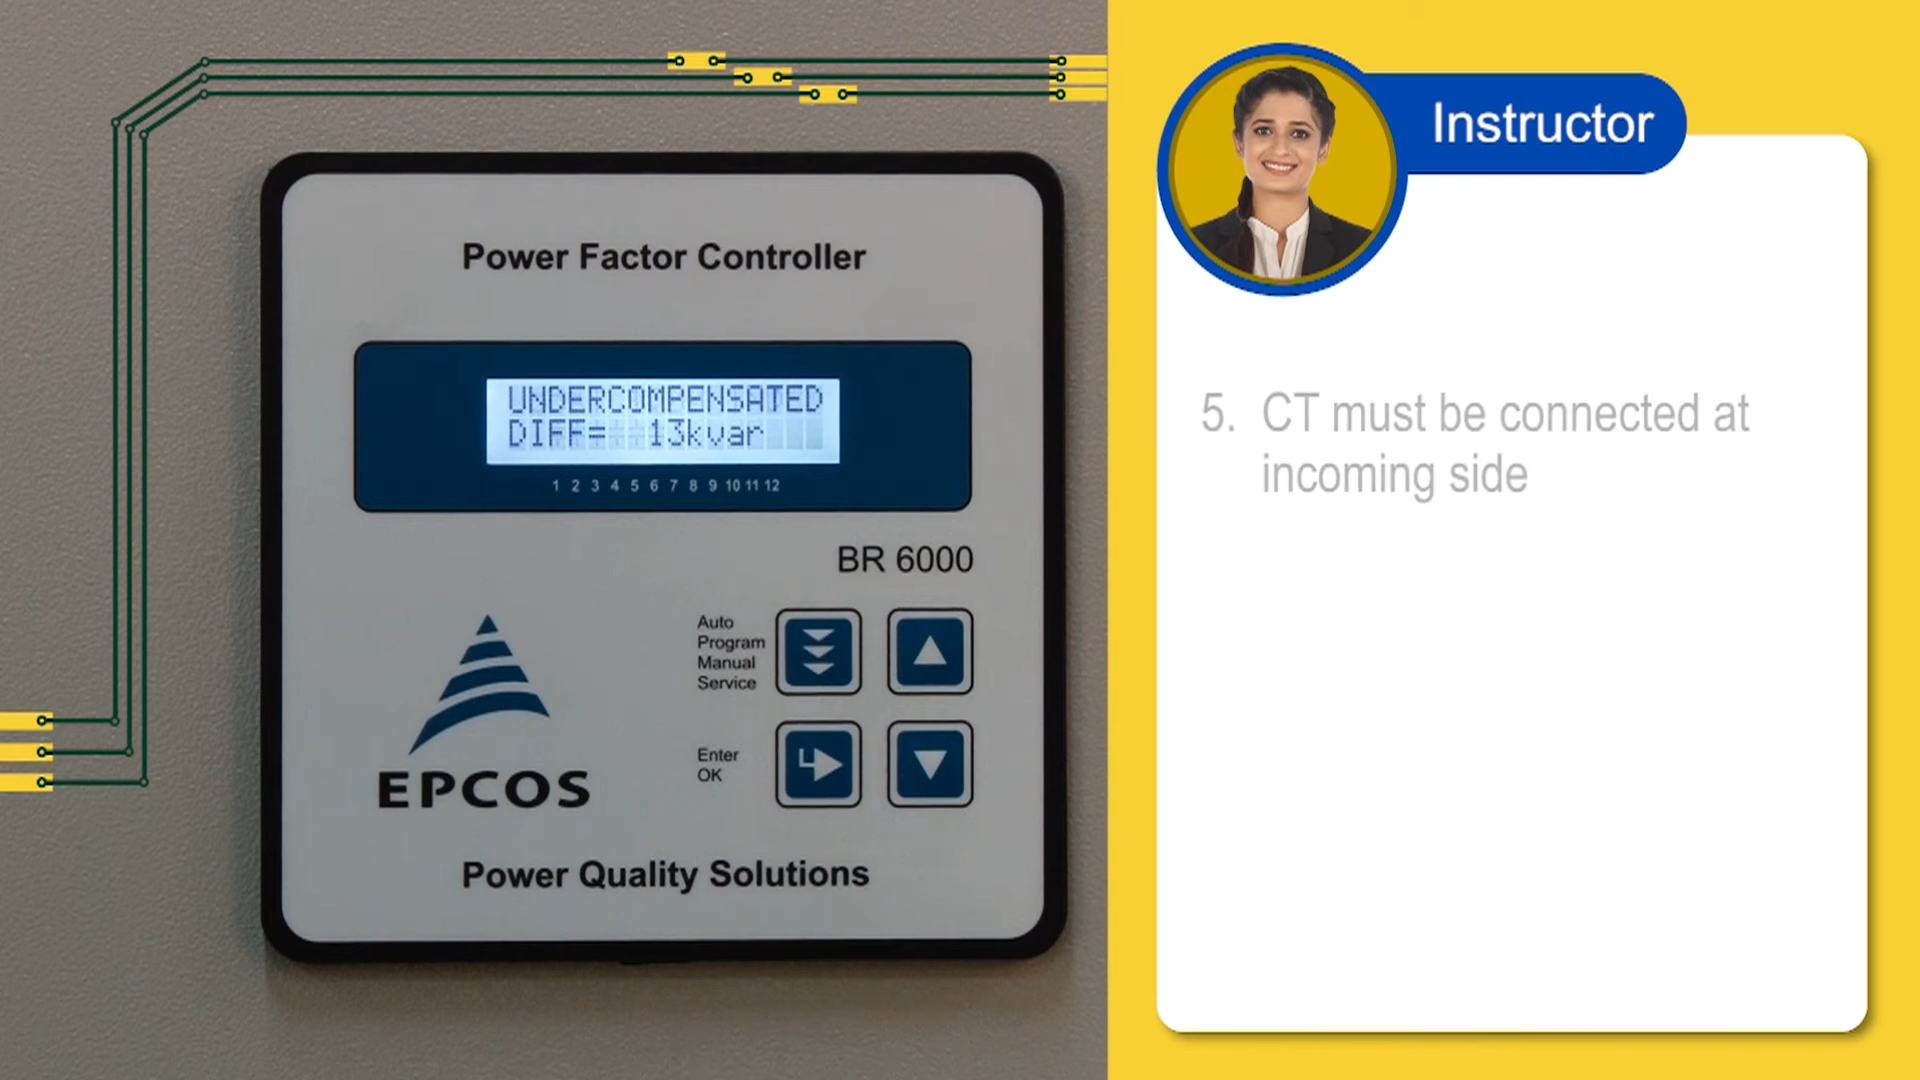 Power Factor Controller
UNDERCOMPENSATED
DIFF= 13kvar
1 2 3 4 5 6 7 8 9 10 11 12
BR 6000
Auto
Program
Manual
Service
Enter
OK
EPCOS
Power Quality Solutions
Instructor
5. CT must be connected at
incoming side